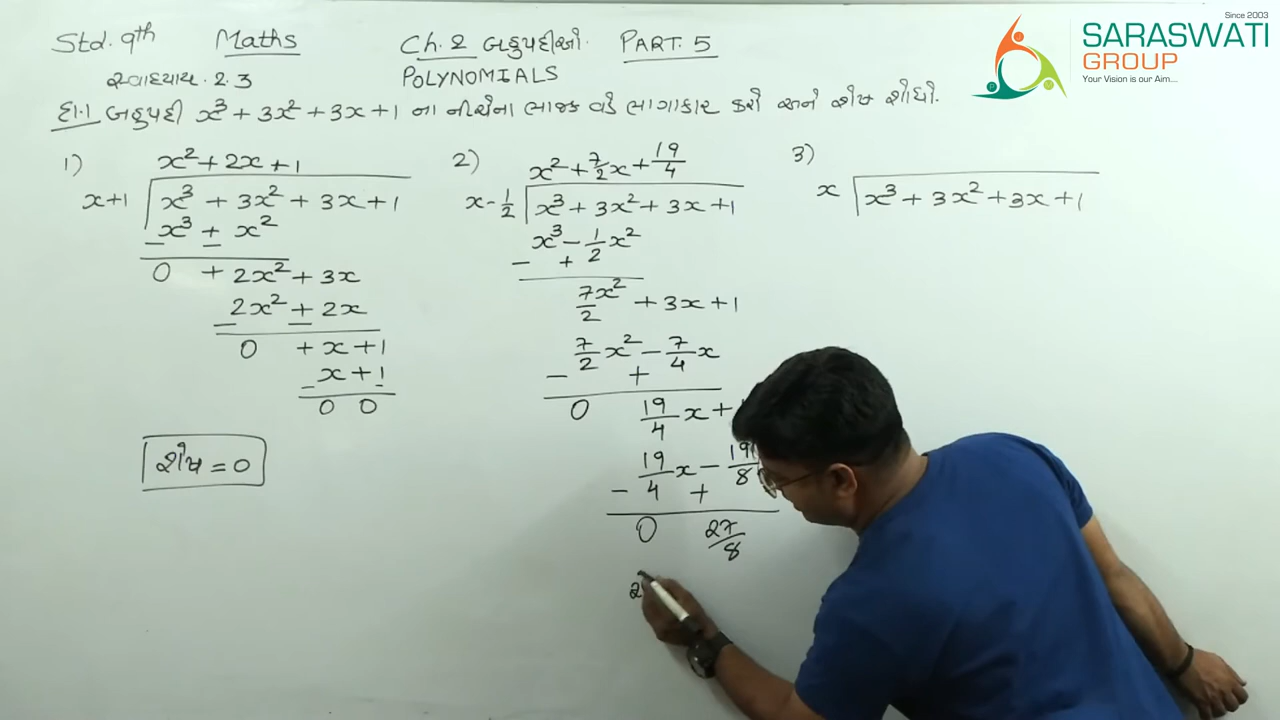 Since 2003
SARASWATI
GROUP
Your Vision is our Aim...
Std. 9th Maths Ch. 2 બહુપદીઓ. PART. 5
સ્વાધ્યાય. 2.3 POLYNOMIALS
દા.1 બહુપદી x³ + 3x² + 3x + 1 ના નીચેના ભાજક વડે ભાગાકાર કરો અને શેષ શોધો.
1)
x² + 2x + 1
x+1 x³ + 3x² + 3x + 1
x³ + x²
− −
0 + 2x² + 3x
2x² + 2x
− −
0 + x + 1
x + 1
− −
0 0
શેષ = 0
2)
x² + 7/2 x + 19/4
x - 1/2 x³ + 3x² + 3x + 1
x³ − 1/2 x²
− +
7/2 x² + 3x + 1
7/2 x² − 7/4 x
− +
0 19/4 x +
19/4 x − 19/8
− +
0 27/8
3)
x x³ + 3x² + 3x + 1